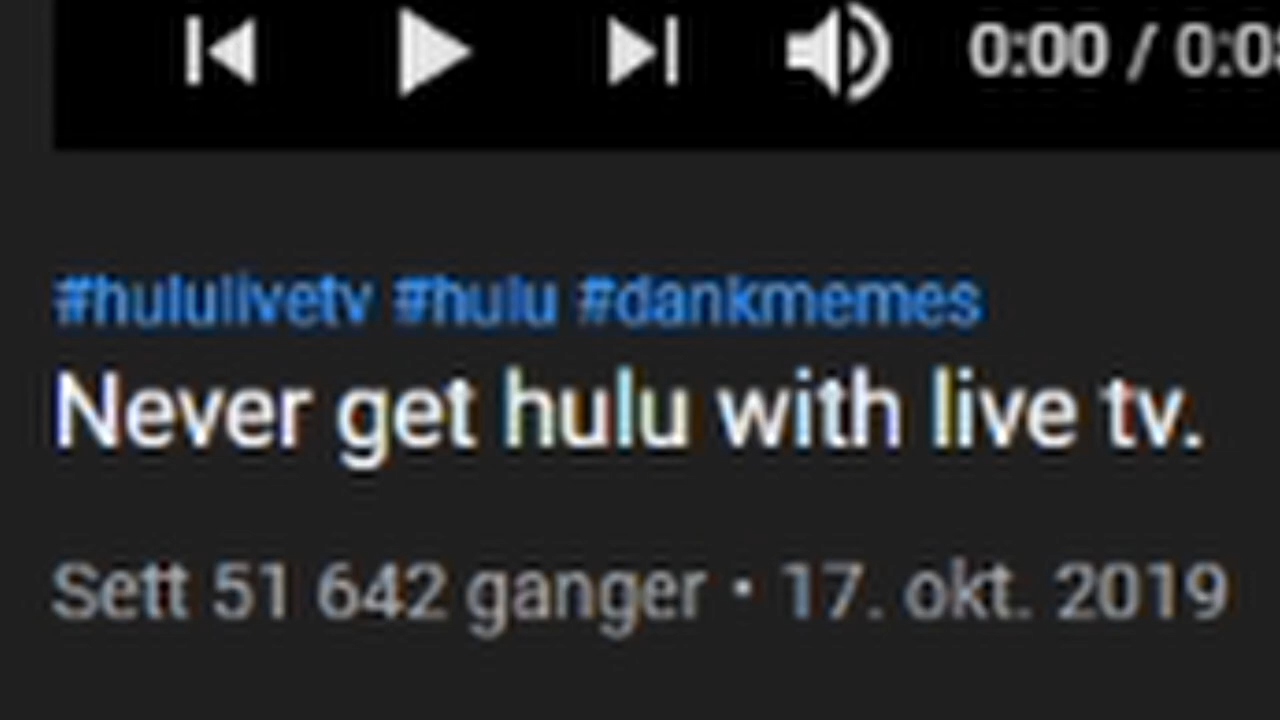 0:00 / 0:0
#hululivetv #hulu #dankmemes
Never get hulu with live tv.
Sett 51 642 ganger • 17. okt. 2019